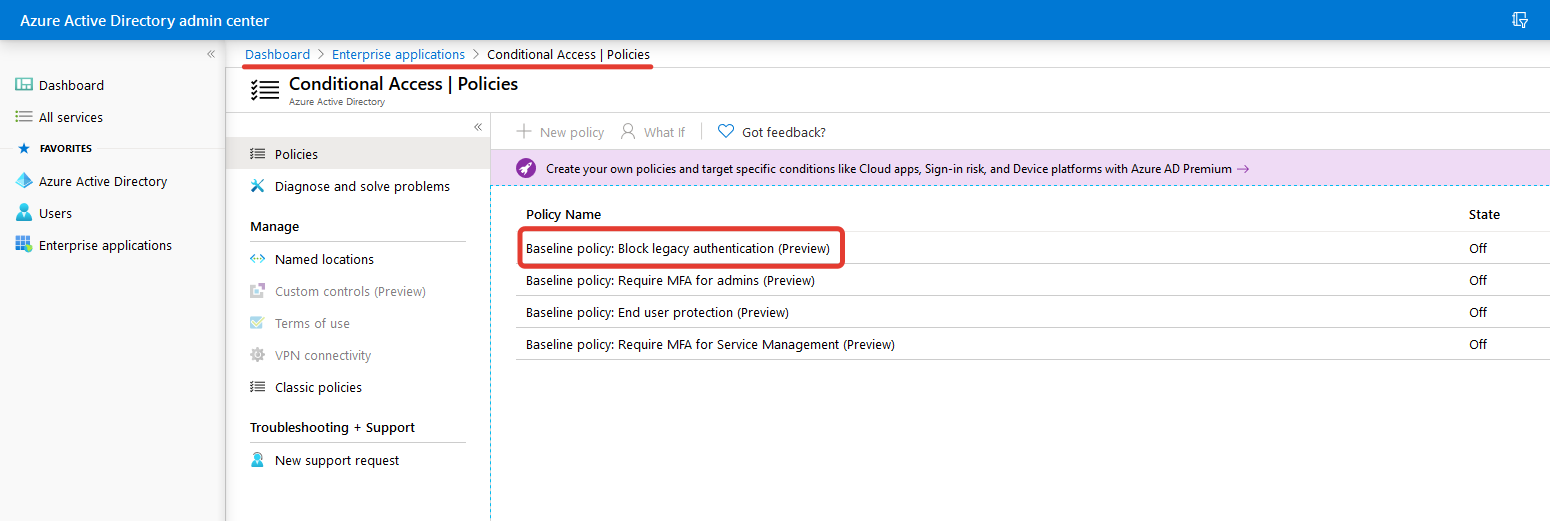 Azure Active Directory admin center
Dashboard > Enterprise applications > Conditional Access | Policies
Dashboard
All services
FAVORITES
Azure Active Directory
Users
Enterprise applications
Conditional Access | Policies
Azure Active Directory
Policies
Diagnose and solve problems
Manage
Named locations
Custom controls (Preview)
Terms of use
VPN connectivity
Classic policies
Troubleshooting + Support
New support request
New policy What If Got feedback?
Create your own policies and target specific conditions like Cloud apps, Sign-in risk, and Device platforms with Azure AD Premium →
Policy Name State
Baseline policy: Block legacy authentication (Preview) Off
Baseline policy: Require MFA for admins (Preview) Off
Baseline policy: End user protection (Preview) Off
Baseline policy: Require MFA for Service Management (Preview) Off